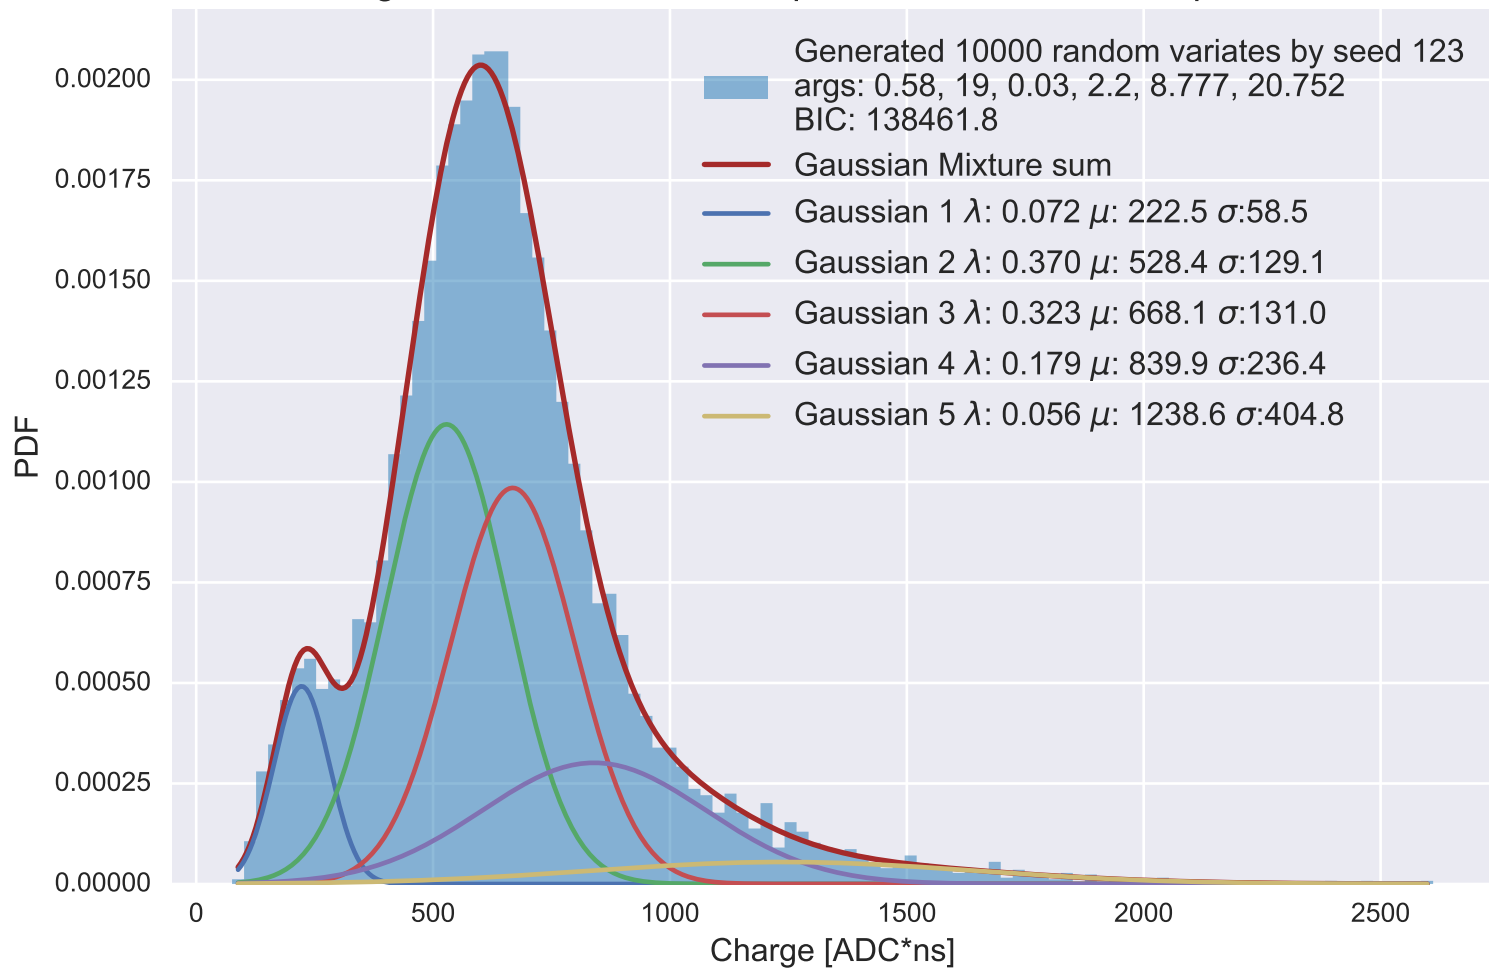 Generated 10000 random variates by seed 123
args: 0.58, 19, 0.03, 2.2, 8.777, 20.752
BIC: 138461.8
Gaussian Mixture sum
Gaussian 1 λ: 0.072 μ: 222.5 σ:58.5
Gaussian 2 λ: 0.370 μ: 528.4 σ:129.1
Gaussian 3 λ: 0.323 μ: 668.1 σ:131.0
Gaussian 4 λ: 0.179 μ: 839.9 σ:236.4
Gaussian 5 λ: 0.056 μ: 1238.6 σ:404.8
PDF
0.00200
0.00175
0.00150
0.00125
0.00100
0.00075
0.00050
0.00025
0.00000
0 500 1000 1500 2000 2500
Charge [ADC*ns]